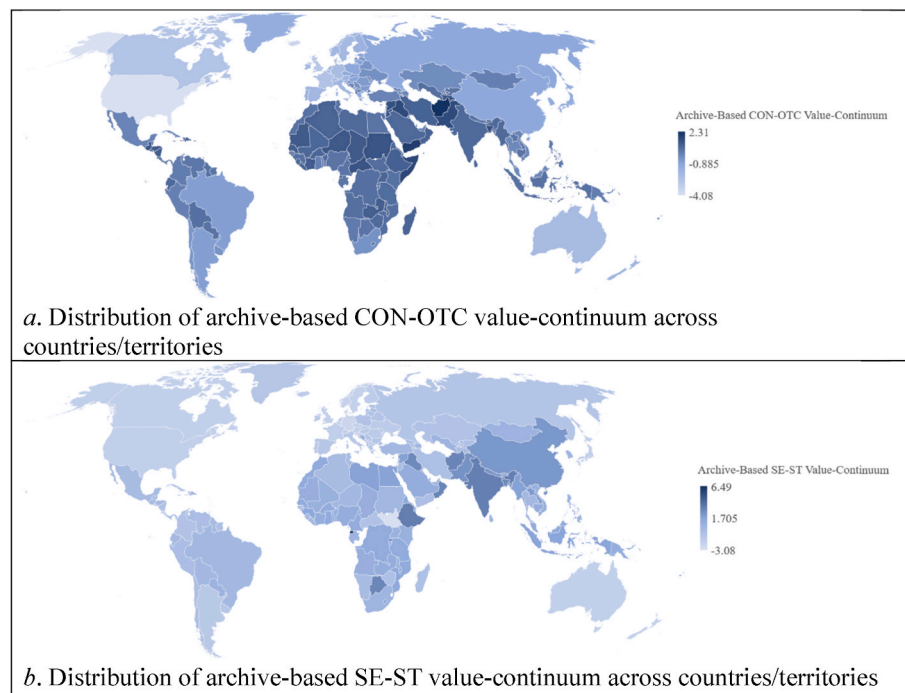 Archive-Based CON-OTC Value-Continuum
2.31
-0.885
-4.08
a. Distribution of archive-based CON-OTC value-continuum across
countries/territories
Archive-Based SE-ST Value-Continuum
6.49
1.705
-3.08
b. Distribution of archive-based SE-ST value-continuum across countries/territories